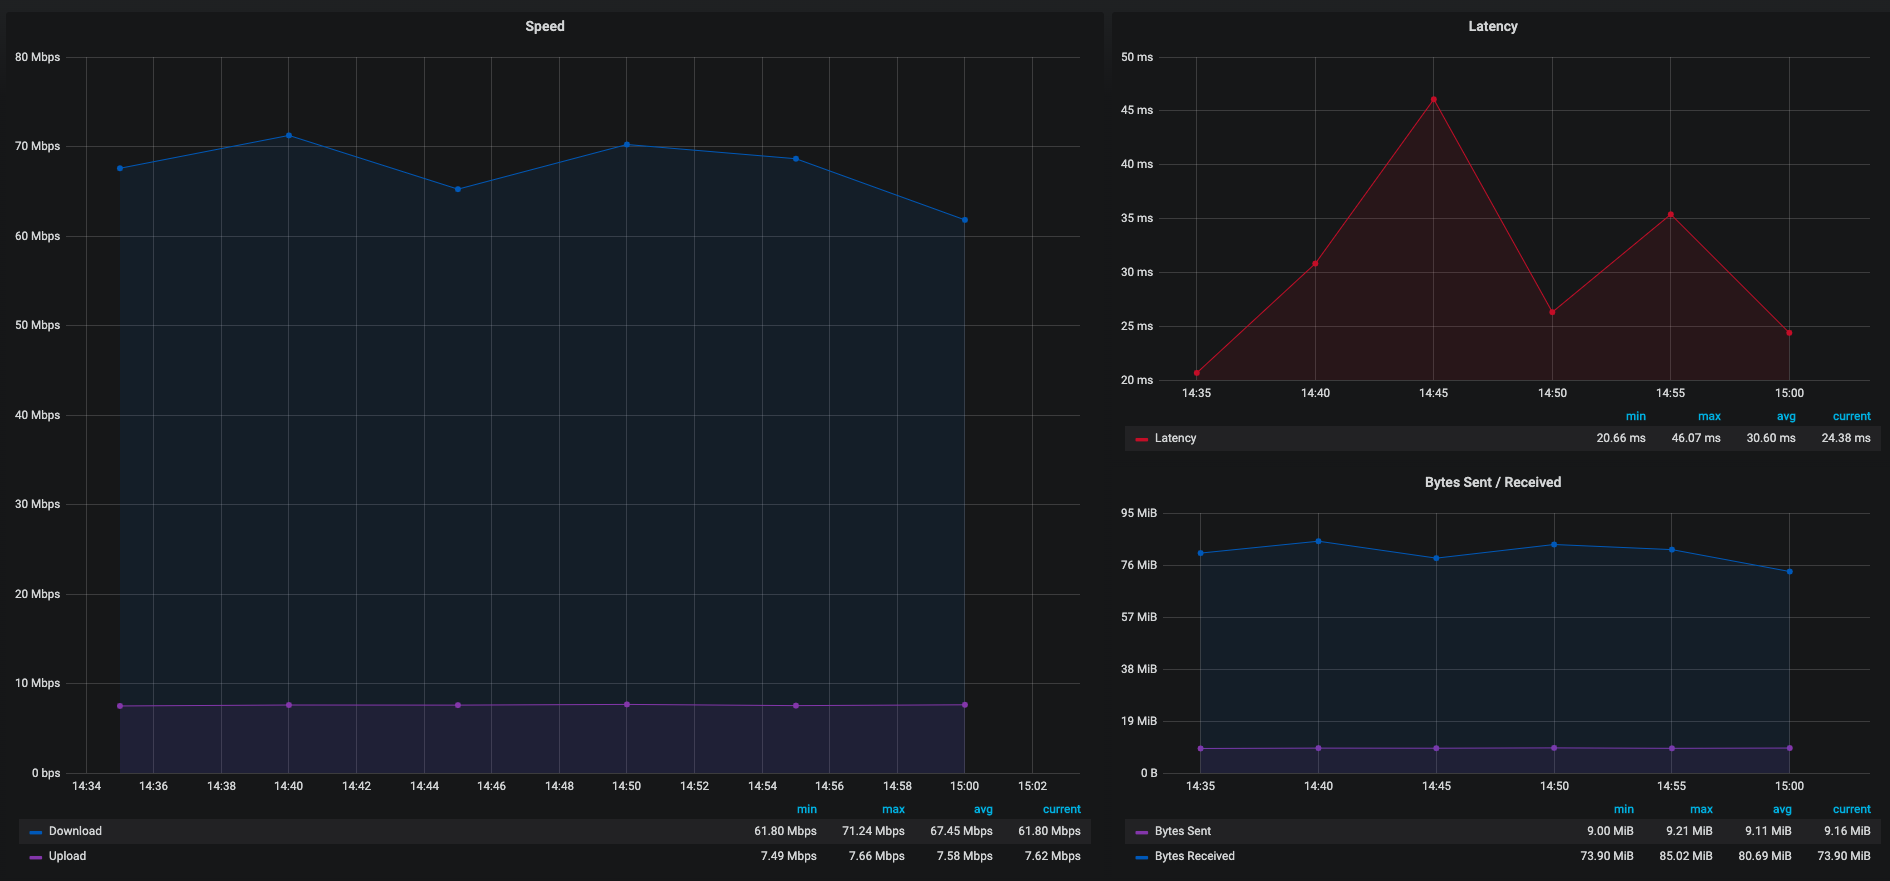 Speed
80 Mbps
70 Mbps
60 Mbps
50 Mbps
40 Mbps
30 Mbps
20 Mbps
10 Mbps
0 bps
14:34 14:36 14:38 14:40 14:42 14:44 14:46 14:48 14:50 14:52 14:54 14:56 14:58 15:00 15:02
min max avg current
Download 61.80 Mbps 71.24 Mbps 67.45 Mbps 61.80 Mbps
Upload 7.49 Mbps 7.66 Mbps 7.58 Mbps 7.62 Mbps
Latency
50 ms
45 ms
40 ms
35 ms
30 ms
25 ms
20 ms
14:35 14:40 14:45 14:50 14:55 15:00
min max avg current
Latency 20.66 ms 46.07 ms 30.60 ms 24.38 ms
Bytes Sent / Received
95 MiB
76 MiB
57 MiB
38 MiB
19 MiB
0 B
14:35 14:40 14:45 14:50 14:55 15:00
min max avg current
Bytes Sent 9.00 MiB 9.21 MiB 9.11 MiB 9.16 MiB
Bytes Received 73.90 MiB 85.02 MiB 80.69 MiB 73.90 MiB